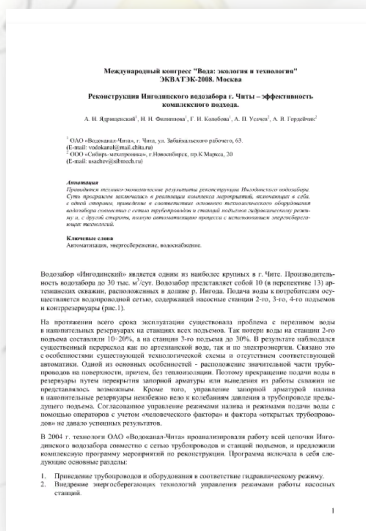 Международный конгресс "Вода: экология и технология"
ЭКВАТЭК-2008. Москва
Реконструкция Ингодинского водозабора г. Читы – эффективность
комплексного подхода.
¹ ОАО «Водоканал-Чита», г. Чита, ул. Забайкальского рабочего, 63.
(E-mail: vodokanal@mail.chita.ru)
² ООО «Сибирь-мехатроника», г.Новосибирск, пр.К.Маркса, 20
Аннотация
Приводятся технико-экономические результаты реконструкции Ингодинского водозабора.
Суть программы заключалась в реализации комплекса мероприятий, включающих в себя,
с одной стороны, приведение в соответствие основного технологического оборудования
водозабора совместно с сетью трубопроводов и станций подъемов гидравлическому режи-
му и, с другой стороны, полную автоматизацию процесса с использованием энергосберега-
ющих технологий.
Ключевые слова
Автоматизация, энергосбережение, водоснабжение.
Водозабор «Ингодинский» является одним из наиболее крупных в г. Чите. Производитель-
ность водозабора до 30 тыс. м³/сут. Водозабор представляет собой 10 (в перспективе 13) ар-
тезианских скважин, расположенных в долине р. Ингода. Подача воды к потребителям осу-
ществляется водопроводной сетью, содержащей насосные станции 2-го, 3-го, 4-го подъемов
и контррезервуары (рис.1).
На протяжении всего срока эксплуатации существовала проблема с переливом воды
в накопительных резервуарах на станциях всех подъемов. Так потери воды на станции 2-го
подъема составляли 10-20%, а на станции 3-го подъема до 30%. В результате наблюдался
существенный перерасход как по артезианской воде, так и по электроэнергии. Связано это
с особенностями существующей технологической схемы и отсутствием соответствующей
автоматики. Одной из основных особенностей - расположение значительной части трубо-
проводов на поверхности, причем, без теплоизоляции. Поэтому прекращение подачи воды в
резервуары путем перекрытия запорной арматуры или выведения из работы скважин не
представлялось возможным. Кроме того, управление запорной арматурой налива
в накопительные резервуары неизбежно вело к колебаниям давления в трубопроводе преды-
дущего подъема. Согласованное управление режимами налива и режимами подачи воды с
помощью операторов с учетом «человеческого фактора» и фактора «открытых трубопрово-
дов» не давало успешных результатов.
В 2004 г. технологи ОАО «Водоканал-Чита» проанализировали работу всей цепочки Инго-
динского водозабора совместно с сетью трубопроводов и станций подъемов, и предложили
комплексную программу мероприятий по реконструкции. Программа включала в себя сле-
дующие основные разделы:
1. Приведение трубопроводов и оборудования в соответствие гидравлическому режиму.
2. Внедрение энергосберегающих технологий управления режимами работы насосных
станций.
1